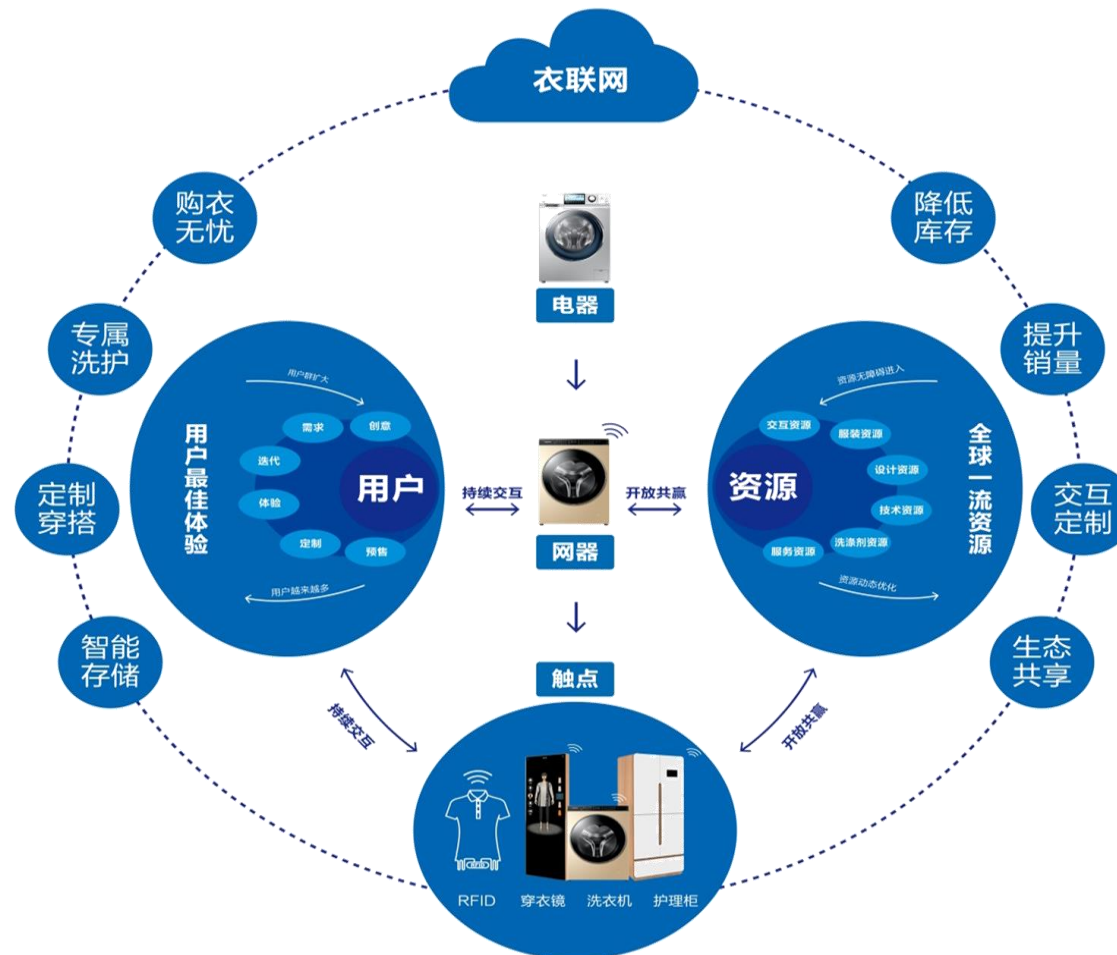 衣联网
购衣
无忧
专属
洗护
定制
穿搭
智能
存储
降低
库存
提升
销量
交互
定制
生态
共享
电器
网器
触点
用户最佳体验
用户群扩大
需求
创意
迭代
体验
定制
预售
用户
用户越来越多
持续交互
开放共赢
资源无障碍进入
交互资源
服装资源
设计资源
技术资源
洗涤剂资源
服务资源
资源
资源动态优化
全球一流资源
持续交互
开放共赢
RFID
穿衣镜
洗衣机
护理柜